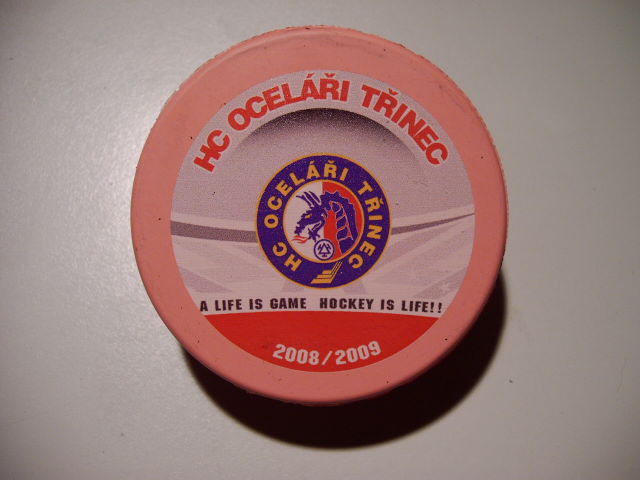 HC OCELÁŘI TŘINEC
HC OCELÁŘI TŘINEC
A LIFE IS GAME HOCKEY IS LIFE!!
2008/2009